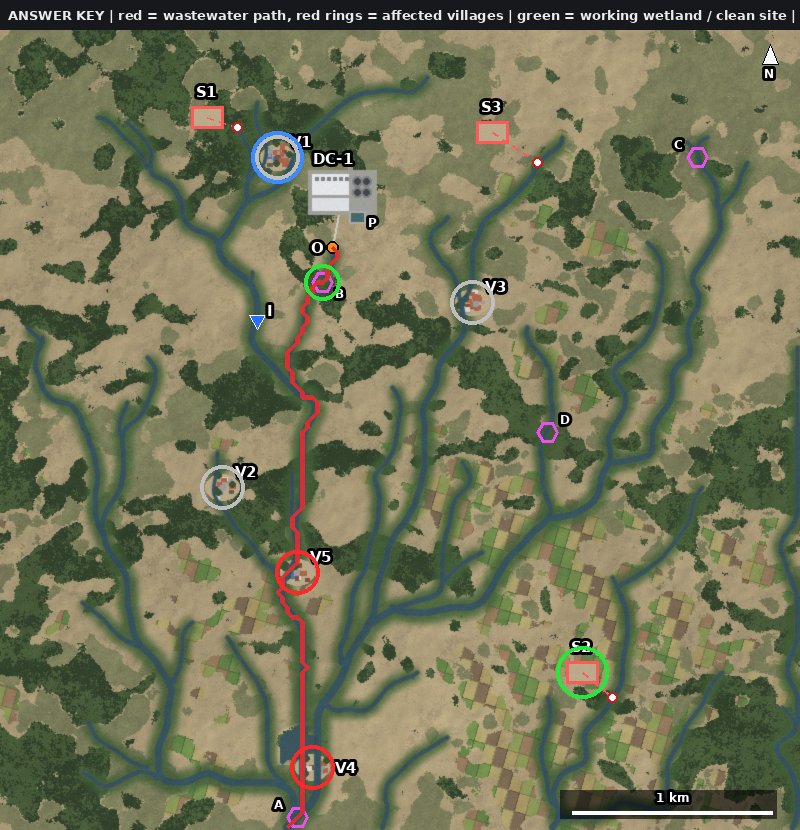 ANSWER KEY | red = wastewater path, red rings = affected villages | green = working wetland / clean site |
N
S1
S3
V1
C
DC-1
P
O
B
V3
I
D
V2
V5
S2
V4
A
1 km